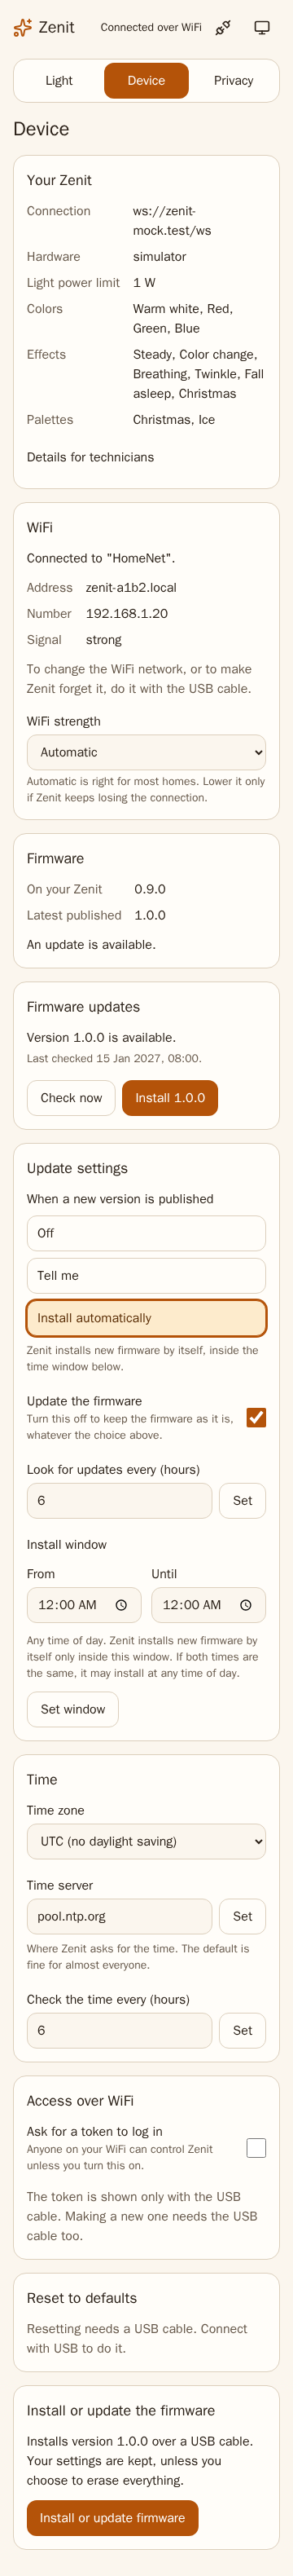 Zenit
Connected over WiFi
Light
Device
Privacy
Device
Your Zenit
Connection
ws://zenit-
mock.test/ws
Hardware
simulator
Light power limit
1 W
Colors
Warm white, Red,
Green, Blue
Effects
Steady, Color change,
Breathing, Twinkle, Fall
asleep, Christmas
Palettes
Christmas, Ice
Details for technicians
WiFi
Connected to "HomeNet".
Address
zenit-a1b2.local
Number
192.168.1.20
Signal
strong
To change the WiFi network, or to make
Zenit forget it, do it with the USB cable.
WiFi strength
Automatic
Automatic is right for most homes. Lower it only
if Zenit keeps losing the connection.
Firmware
On your Zenit
0.9.0
Latest published
1.0.0
An update is available.
Firmware updates
Version 1.0.0 is available.
Last checked 15 Jan 2027, 08:00.
Check now
Install 1.0.0
Update settings
When a new version is published
Off
Tell me
Install automatically
Zenit installs new firmware by itself, inside the
time window below.
Update the firmware
Turn this off to keep the firmware as it is,
whatever the choice above.
Look for updates every (hours)
6
Set
Install window
From
Until
12:00 AM
12:00 AM
Any time of day. Zenit installs new firmware by
itself only inside this window. If both times are
the same, it may install at any time of day.
Set window
Time
Time zone
UTC (no daylight saving)
Time server
pool.ntp.org
Set
Where Zenit asks for the time. The default is
fine for almost everyone.
Check the time every (hours)
6
Set
Access over WiFi
Ask for a token to log in
Anyone on your WiFi can control Zenit
unless you turn this on.
The token is shown only with the USB
cable. Making a new one needs the USB
cable too.
Reset to defaults
Resetting needs a USB cable. Connect
with USB to do it.
Install or update the firmware
Installs version 1.0.0 over a USB cable.
Your settings are kept, unless you
choose to erase everything.
Install or update firmware